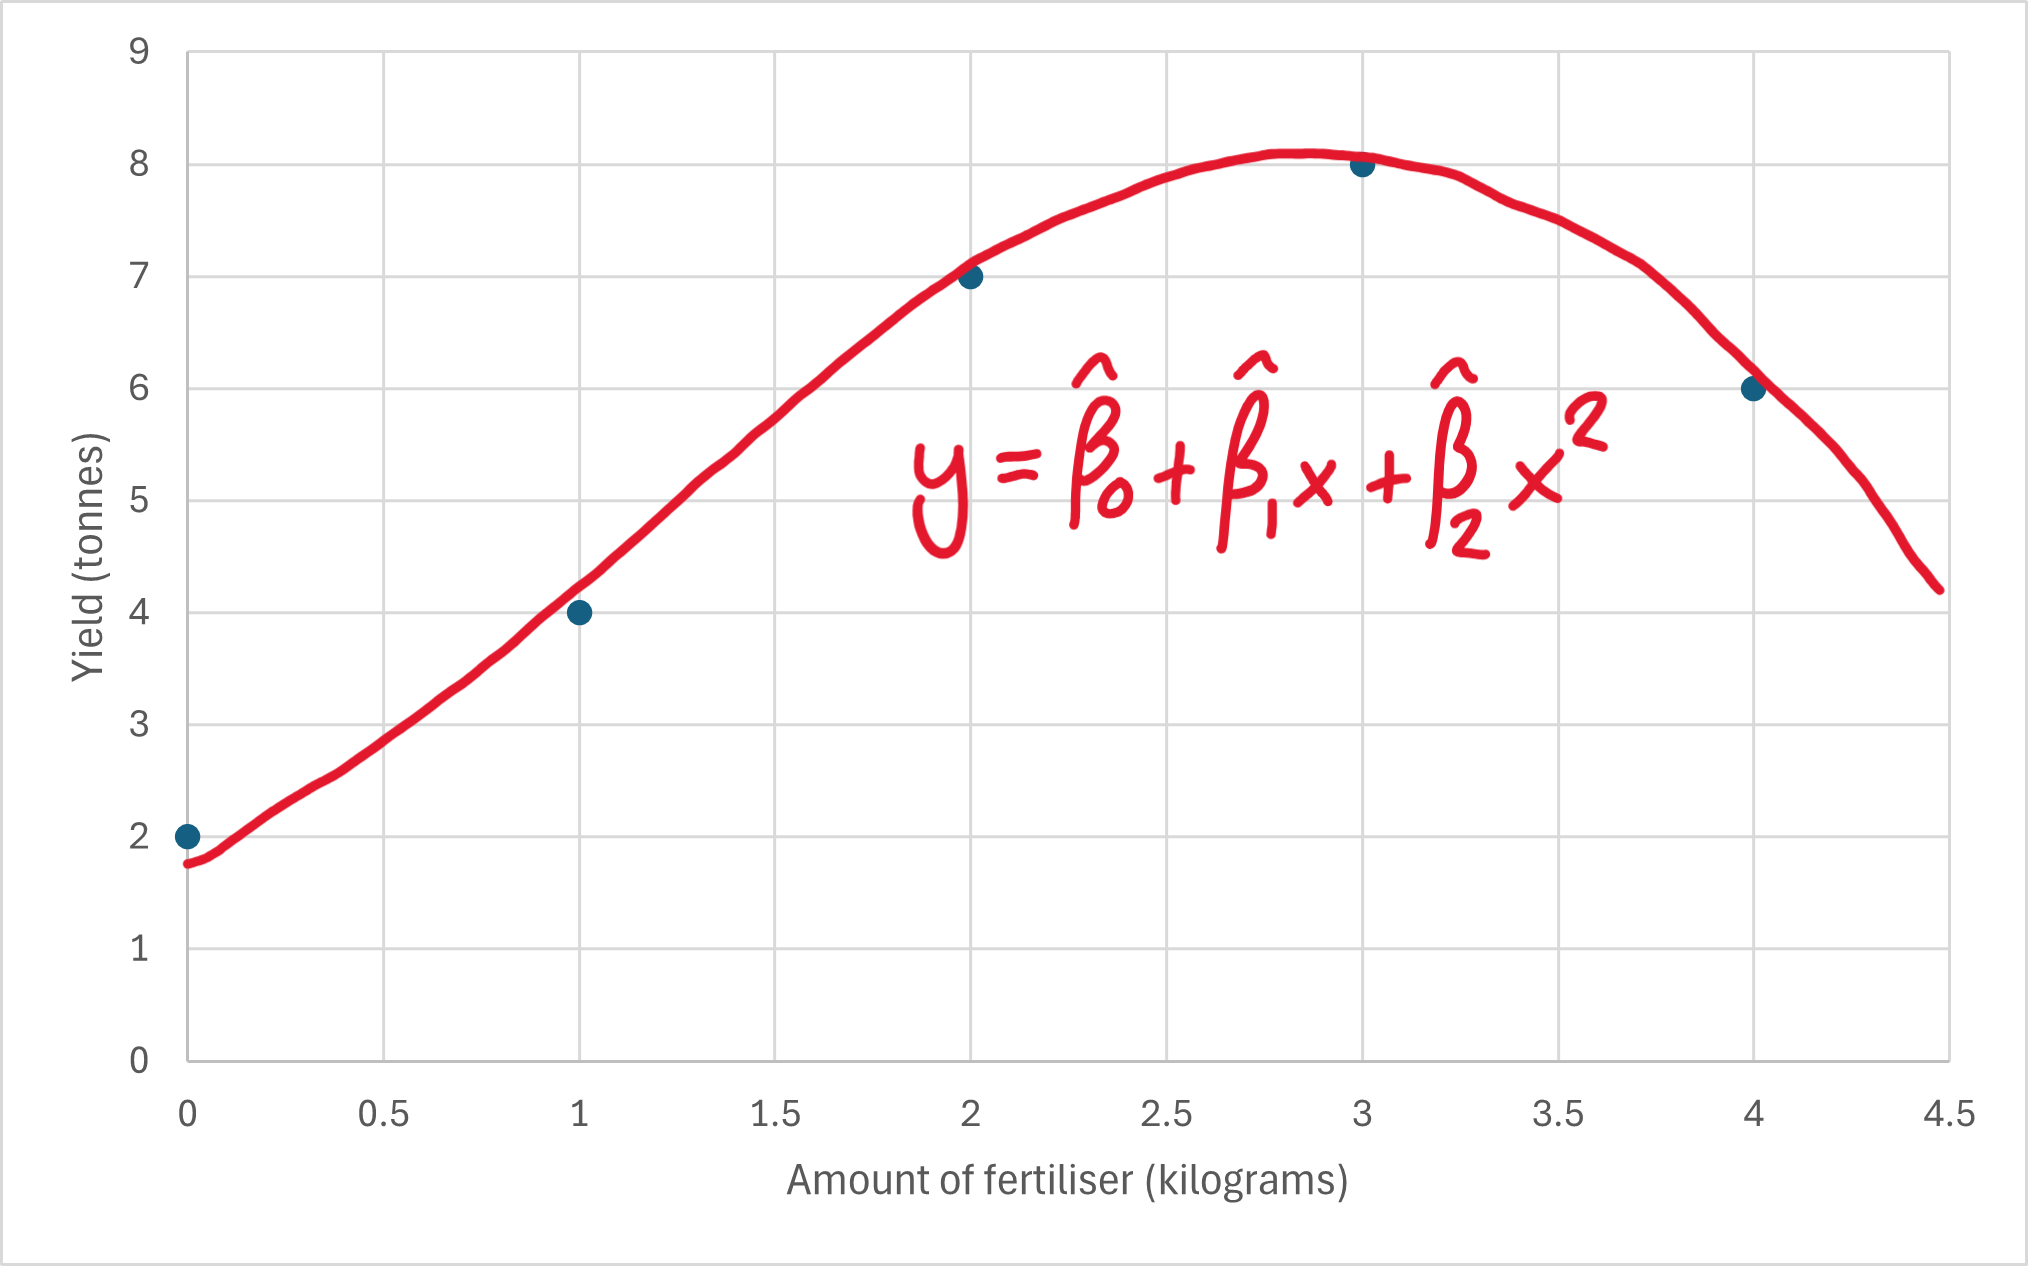 9
8
7
6
5
4
3
2
1
0
Yield (tonnes)
y = β̂₀ + β̂₁x + β̂₂x²
0 0.5 1 1.5 2 2.5 3 3.5 4 4.5
Amount of fertiliser (kilograms)